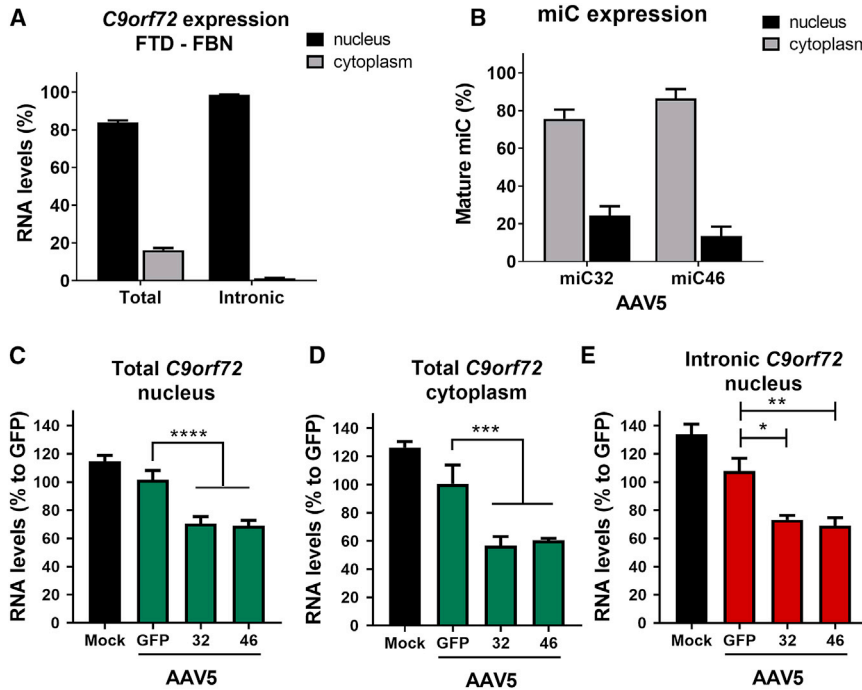 A
C9orf72 expression
FTD - FBN
nucleus
cytoplasm
RNA levels (%)
100
80
60
40
20
0
Total
Intronic
B
miC expression
nucleus
cytoplasm
Mature miC (%)
100
80
60
40
20
0
miC32
miC46
AAV5
C
Total C9orf72
nucleus
RNA levels (% to GFP)
140
120
100
80
60
40
20
0
****
Mock
GFP
32
46
AAV5
D
Total C9orf72
cytoplasm
RNA levels (% to GFP)
140
120
100
80
60
40
20
0
***
Mock
GFP
32
46
AAV5
E
Intronic C9orf72
nucleus
RNA levels (% to GFP)
140
120
100
80
60
40
20
0
**
*
Mock
GFP
32
46
AAV5